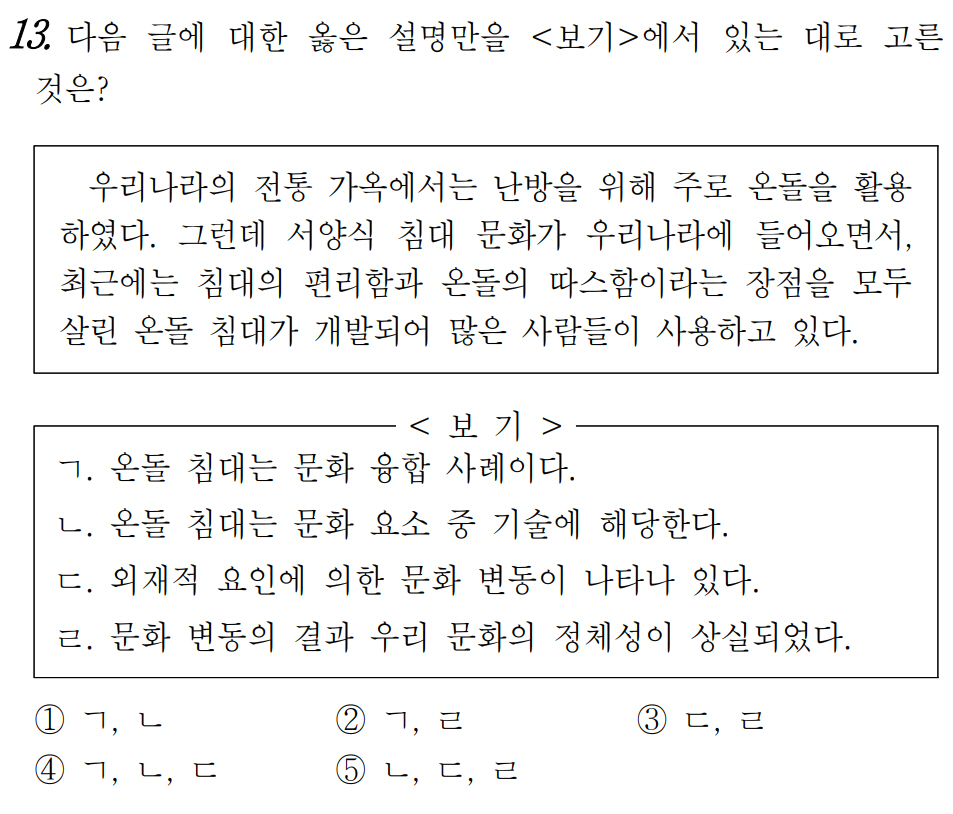 13. 다음 글에 대한 옳은 설명만을 <보기>에서 있는 대로 고른
것은?
우리나라의 전통 가옥에서는 난방을 위해 주로 온돌을 활용
하였다. 그런데 서양식 침대 문화가 우리나라에 들어오면서,
최근에는 침대의 편리함과 온돌의 따스함이라는 장점을 모두
살린 온돌 침대가 개발되어 많은 사람들이 사용하고 있다.
< 보 기 >
ㄱ. 온돌 침대는 문화 융합 사례이다.
ㄴ. 온돌 침대는 문화 요소 중 기술에 해당한다.
ㄷ. 외재적 요인에 의한 문화 변동이 나타나 있다.
ㄹ. 문화 변동의 결과 우리 문화의 정체성이 상실되었다.
① ㄱ, ㄴ ② ㄱ, ㄹ ③ ㄷ, ㄹ
④ ㄱ, ㄴ, ㄷ ⑤ ㄴ, ㄷ, ㄹ